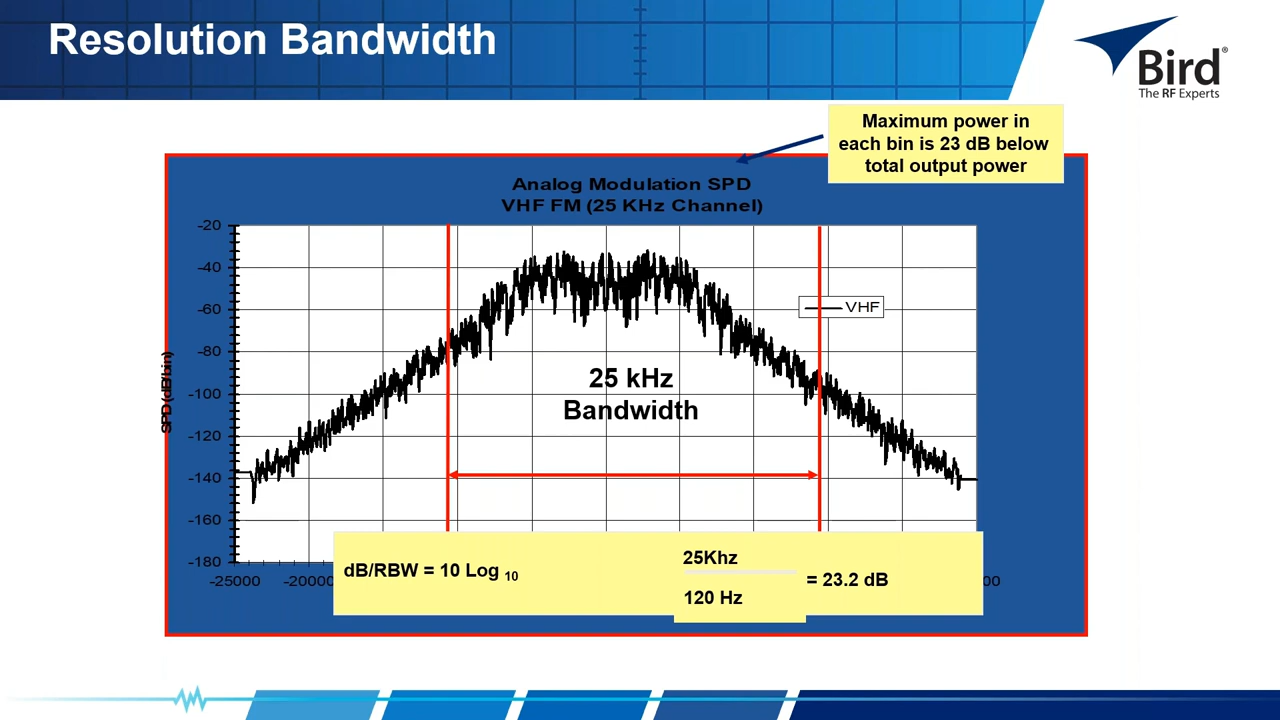 Resolution Bandwidth
Bird®
The RF Experts
Maximum power in
each bin is 23 dB below
total output power
Analog Modulation SPD
VHF FM (25 KHz Channel)
-20
-40
-60
-80
-100
-120
-140
-160
-180
SPD (dB/bin)
VHF
25 kHz
Bandwidth
-25000
-20000
00
dB/RBW = 10 Log 10
25Khz
120 Hz
= 23.2 dB